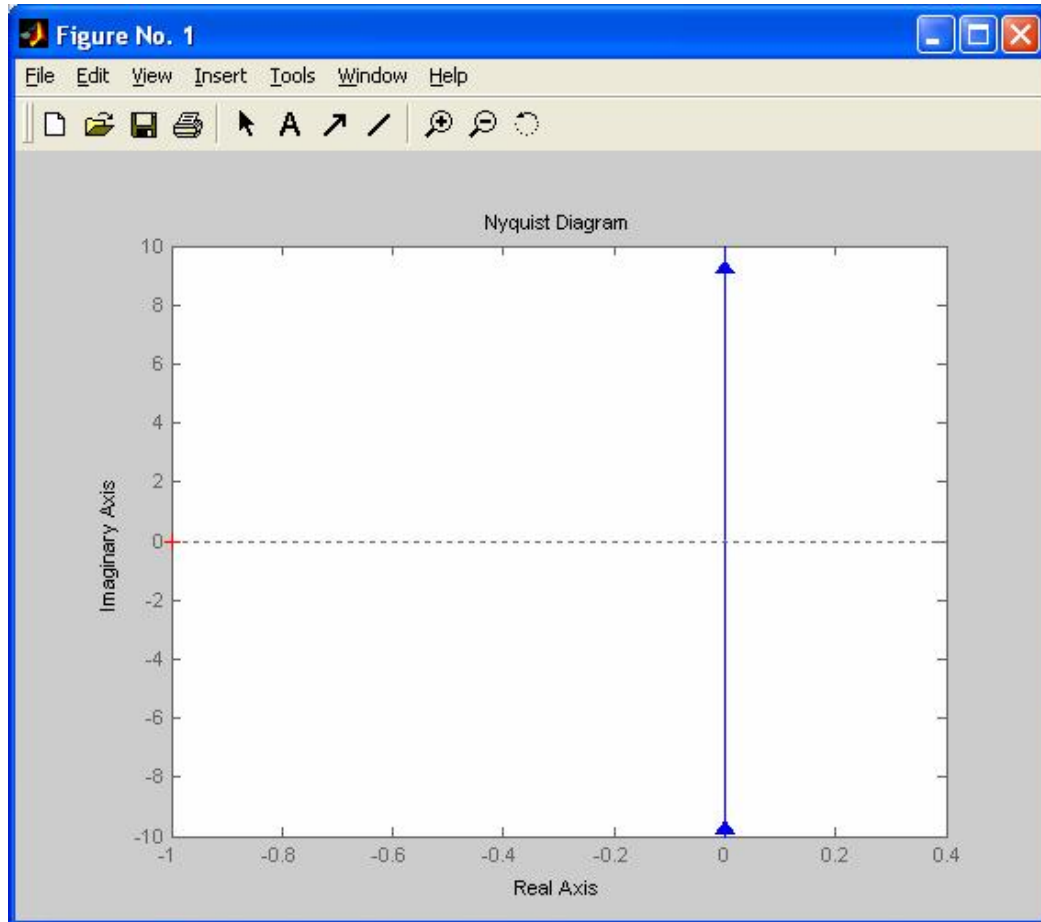 Figure No. 1
File Edit View Insert Tools Window Help
A
Nyquist Diagram
10
8
6
4
2
0
-2
-4
-6
-8
-10
Imaginary Axis
-1 -0.8 -0.6 -0.4 -0.2 0 0.2 0.4
Real Axis